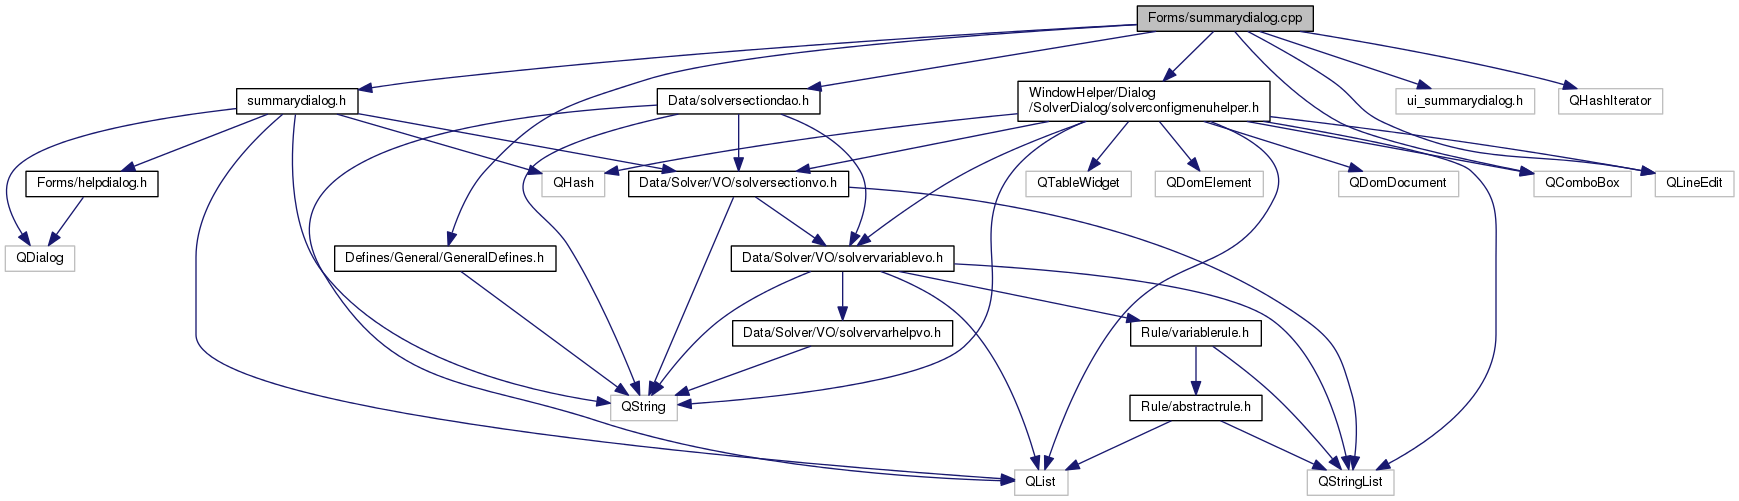 Forms/summarydialog.cpp
summarydialog.h
Data/solversectiondao.h
WindowHelper/Dialog
/SolverDialog/solverconfigmenuhelper.h
ui_summarydialog.h
QHashIterator
Forms/helpdialog.h
QHash
Data/Solver/VO/solversectionvo.h
QTableWidget
QDomElement
QDomDocument
QComboBox
QLineEdit
QDialog
Defines/General/GeneralDefines.h
Data/Solver/VO/solvervariablevo.h
Data/Solver/VO/solvervarhelpvo.h
Rule/variablerule.h
QString
Rule/abstractrule.h
QList
QStringList